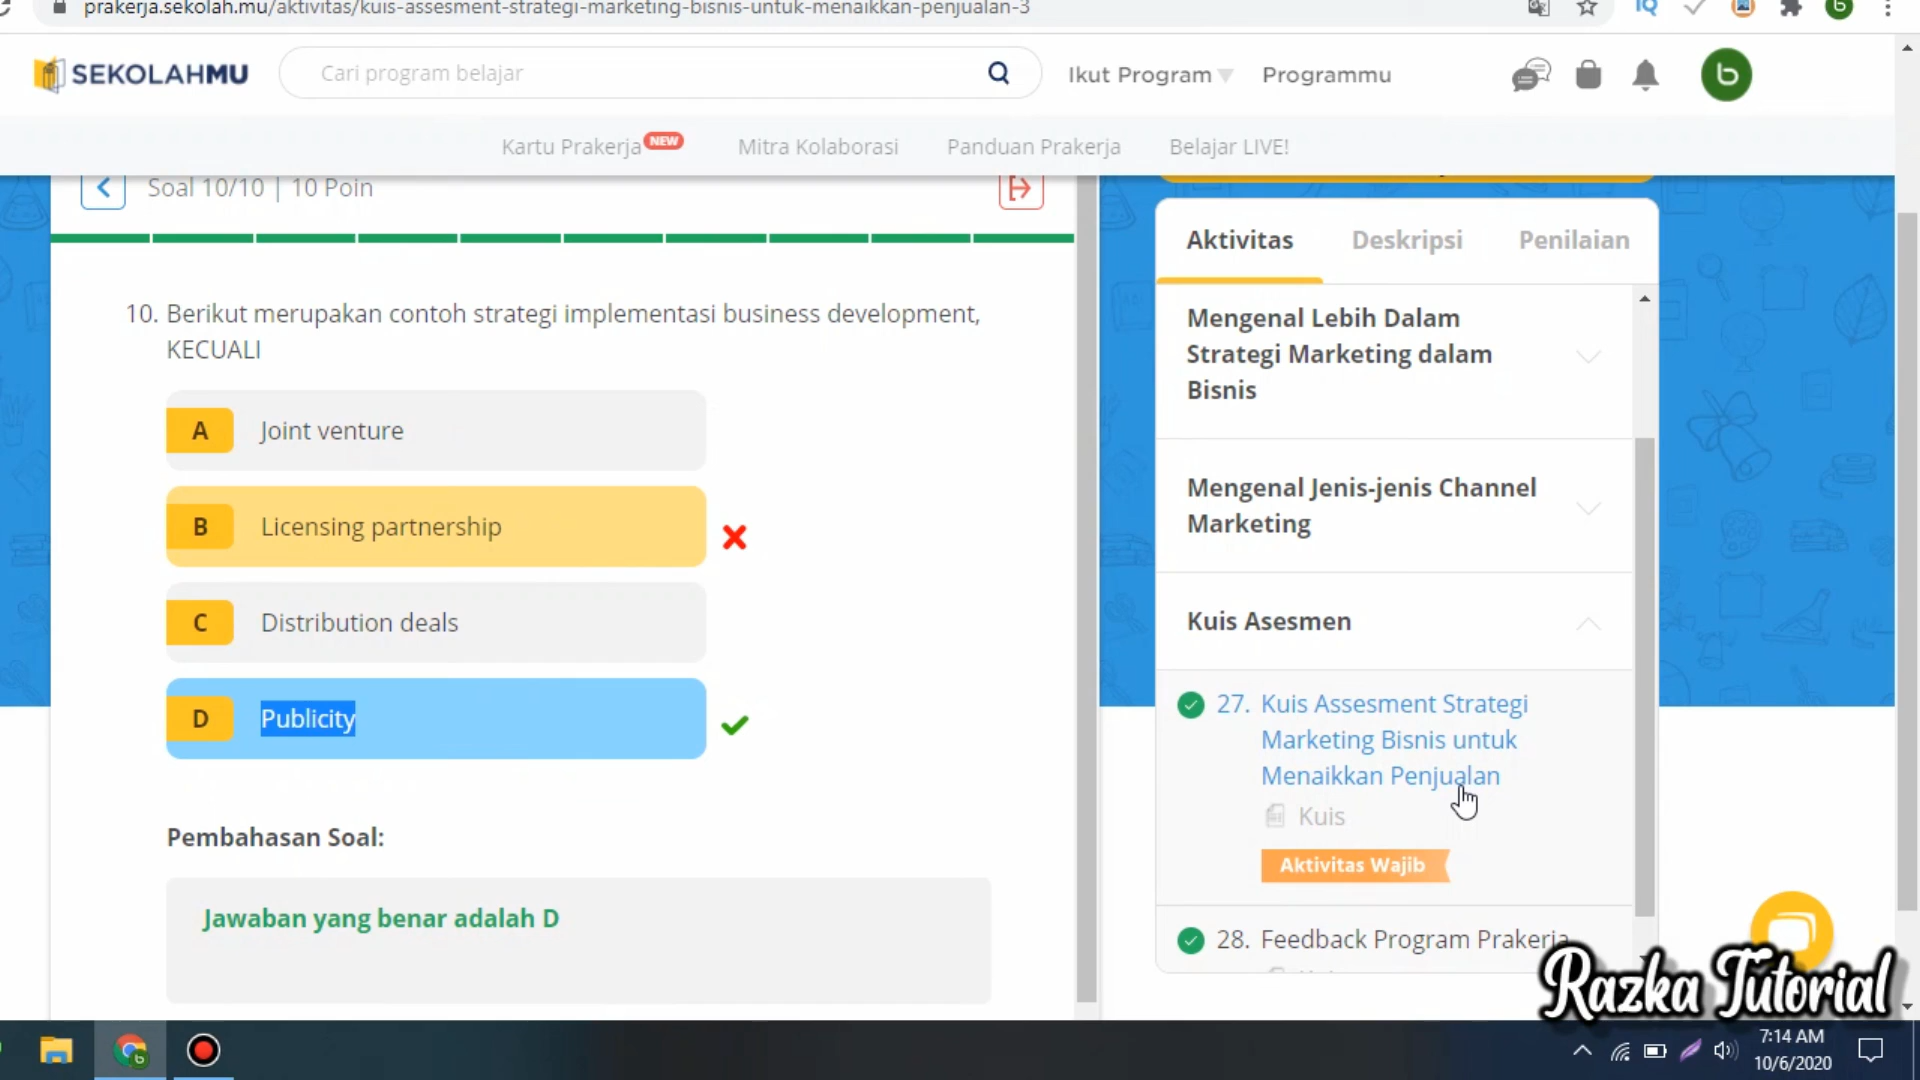 prakerja.sekolah.mu/aktivitas/kuis-assesment-strategi-marketing-bisnis-untuk-menaikkan-penjualan-3
IQ
b
SEKOLAHMU
Cari program belajar
Ikut Program
Programmu
b
Kartu Prakerja NEW
Mitra Kolaborasi
Panduan Prakerja
Belajar LIVE!
Soal 10/10 | 10 Poin
10. Berikut merupakan contoh strategi implementasi business development,
KECUALI
A Joint venture
B Licensing partnership
C Distribution deals
D Publicity
Pembahasan Soal:
Jawaban yang benar adalah D
Aktivitas
Deskripsi
Penilaian
Mengenal Lebih Dalam
Strategi Marketing dalam
Bisnis
Mengenal Jenis-jenis Channel
Marketing
Kuis Asesmen
27. Kuis Assesment Strategi
Marketing Bisnis untuk
Menaikkan Penjualan
Kuis
Aktivitas Wajib
28. Feedback Program Prakerja
Razka Tutorial
7:14 AM
10/6/2020